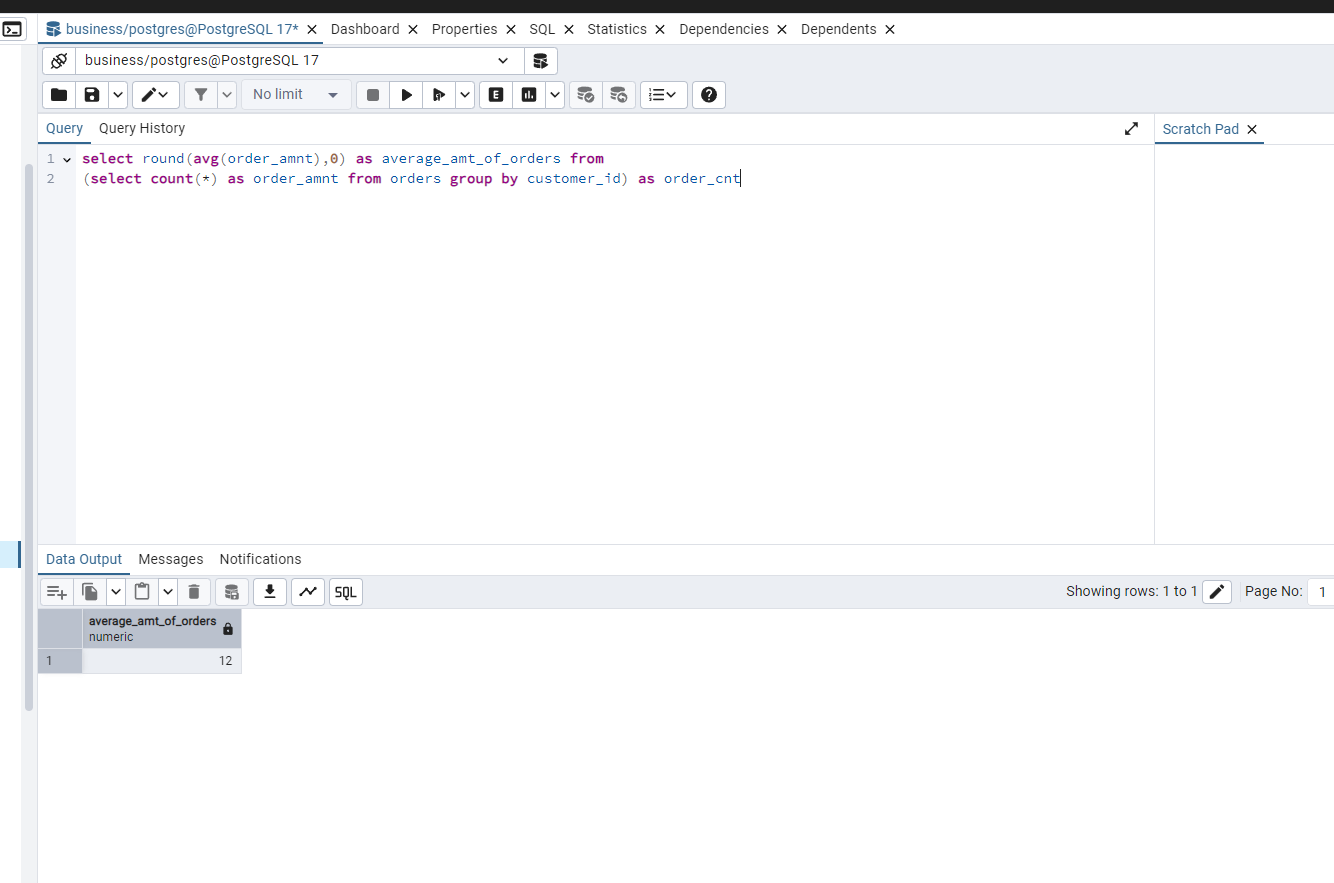 business/postgres@PostgreSQL 17* Dashboard Properties SQL Statistics Dependencies Dependents
business/postgres@PostgreSQL 17
No limit
Query Query History Scratch Pad
1 select round(avg(order_amnt),0) as average_amt_of_orders from
2 (select count(*) as order_amnt from orders group by customer_id) as order_cnt
Data Output Messages Notifications
SQL Showing rows: 1 to 1 Page No: 1
average_amt_of_orders
numeric
1 12